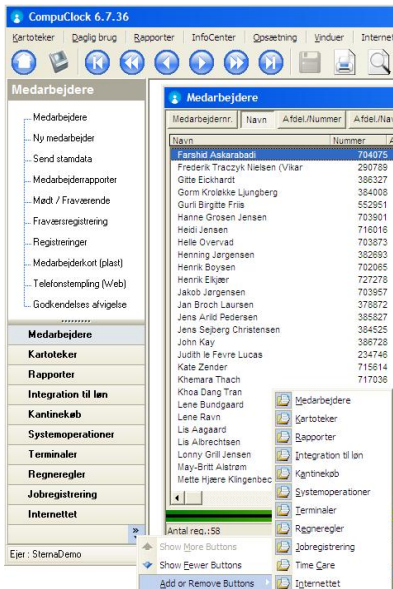 CompuClock 6.7.36
Kartoteker Daglig brug Rapporter InfoCenter Opsætning Vinduer Internet
Medarbejdere
Medarbejdere
Ny medarbejder
Send stamdata
Medarbejderrapporter
Mødt / Fraværende
Fraværsregistrering
Registreringer
Medarbejderkort (plast)
Telefonstempling (Web)
Godkendelses afvigelse
Medarbejdere
Kartoteker
Rapporter
Integration til løn
Kantinekøb
Systemoperationer
Terminaler
Regneregler
Jobregistrering
Internettet
Ejer : SternaDemo
Medarbejdere
Medarbejdernr. Navn Afdel./Nummer Afdel./Nav
Navn Nummer A
Farshid Askarabadi 704075
Frederik Traczyk Nielsen (Vikar 290789
Gitte Eickhardt 386327
Gorm Kroløkke Ljungberg 384008
Gurli Birgitte Friis 552951
Hanne Grosen Jensen 703901
Heidi Jensen 716016
Helle Overvad 703873
Henning Jørgensen 382693
Henrik Boysen 702065
Henrik Elkjær 727278
Jakob Jørgensen 703957
Jan Broch Laursen 378872
Jens Arild Pedersen 385827
Jens Sejberg Christensen 384525
John Kay 386728
Judith le Fevre Lucas 234746
Kate Zender 715614
Khemara Thach 717036
Khoa Dang Tran
Lene Bundgaard
Lene Ravn
Lis Aagaard
Lis Albrechtsen
Lonny Grill Jensen
May-Britt Alstrøm
Mette Hjære Klingenbec
Antal reg.:58
Show More Buttons
Show Fewer Buttons
Add or Remove Buttons
Medarbejdere
Kartoteker
Rapporter
Integration til løn
Kantinekøb
Systemoperationer
Terminaler
Regneregler
Jobregistrering
Time Care
Internettet